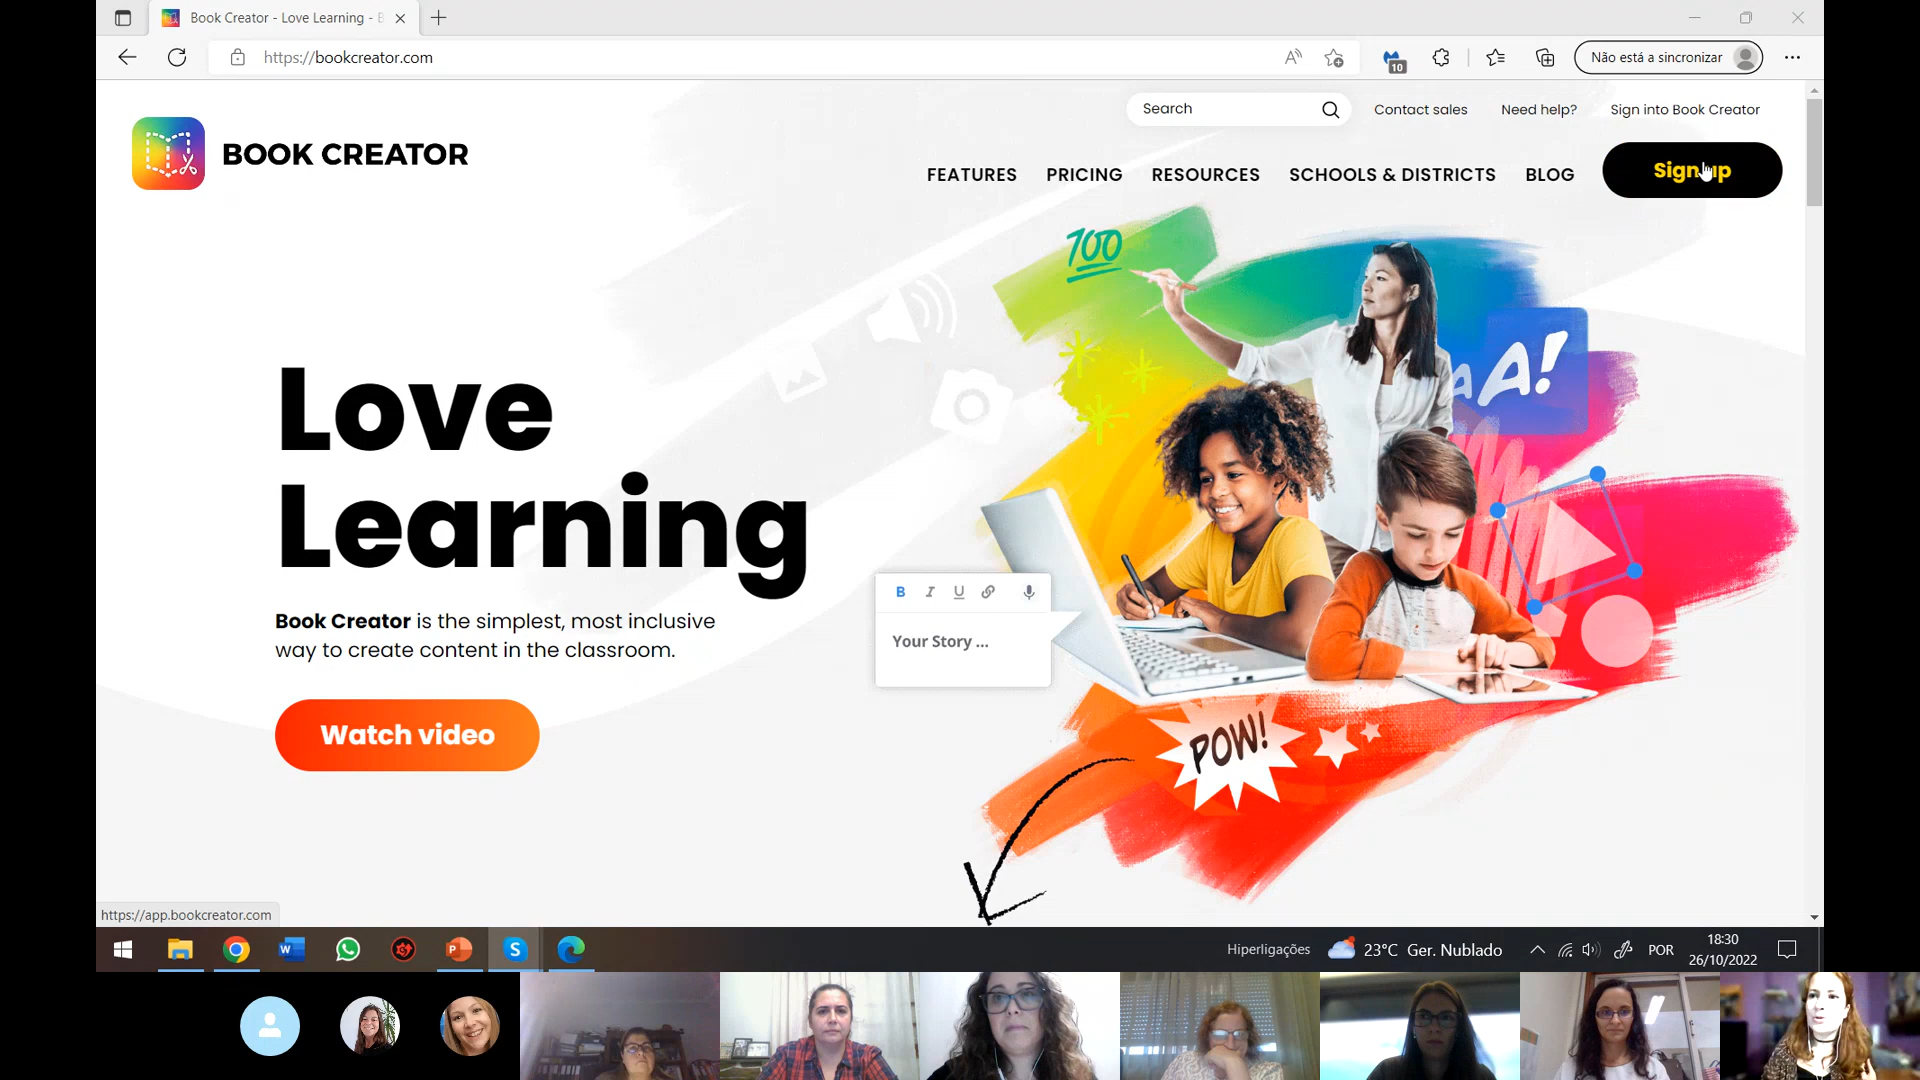 Book Creator - Love Learning - B
https://bookcreator.com
10
Não está a sincronizar
Search
Contact sales
Need help?
Sign into Book Creator
BOOK CREATOR
FEATURES
PRICING
RESOURCES
SCHOOLS & DISTRICTS
BLOG
Sign up
100
AA!
Love
Learning
B I U
Your Story ...
Book Creator is the simplest, most inclusive
way to create content in the classroom.
Watch video
POW!
https://app.bookcreator.com
Hiperligações
23°C Ger. Nublado
POR
18:30
26/10/2022